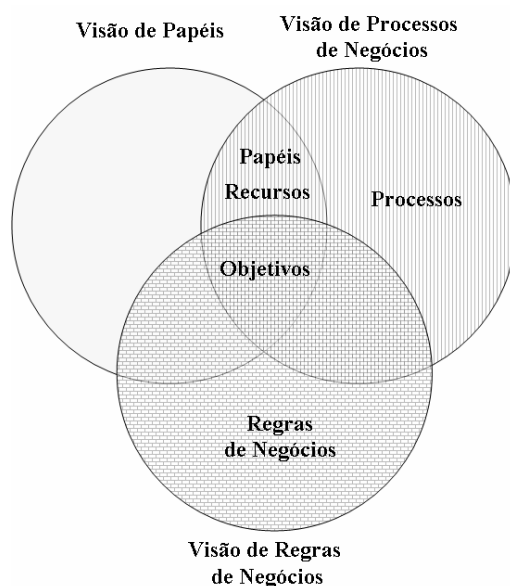 Visão de Papéis
Visão de Processos
de Negócios
Papéis
Recursos
Processos
Objetivos
Regras
de Negócios
Visão de Regras
de Negócios